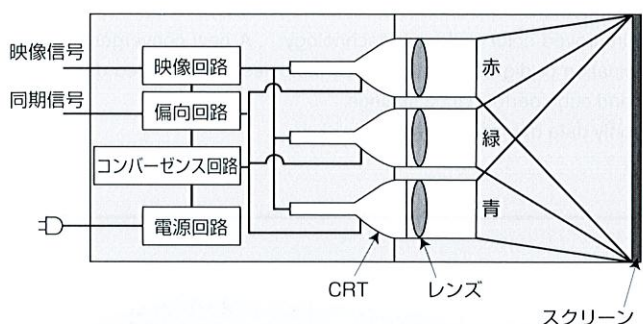 映像信号
映像回路
同期信号
偏向回路
コンバーゼンス回路
電源回路
赤
緑
青
CRT
レンズ
スクリーン